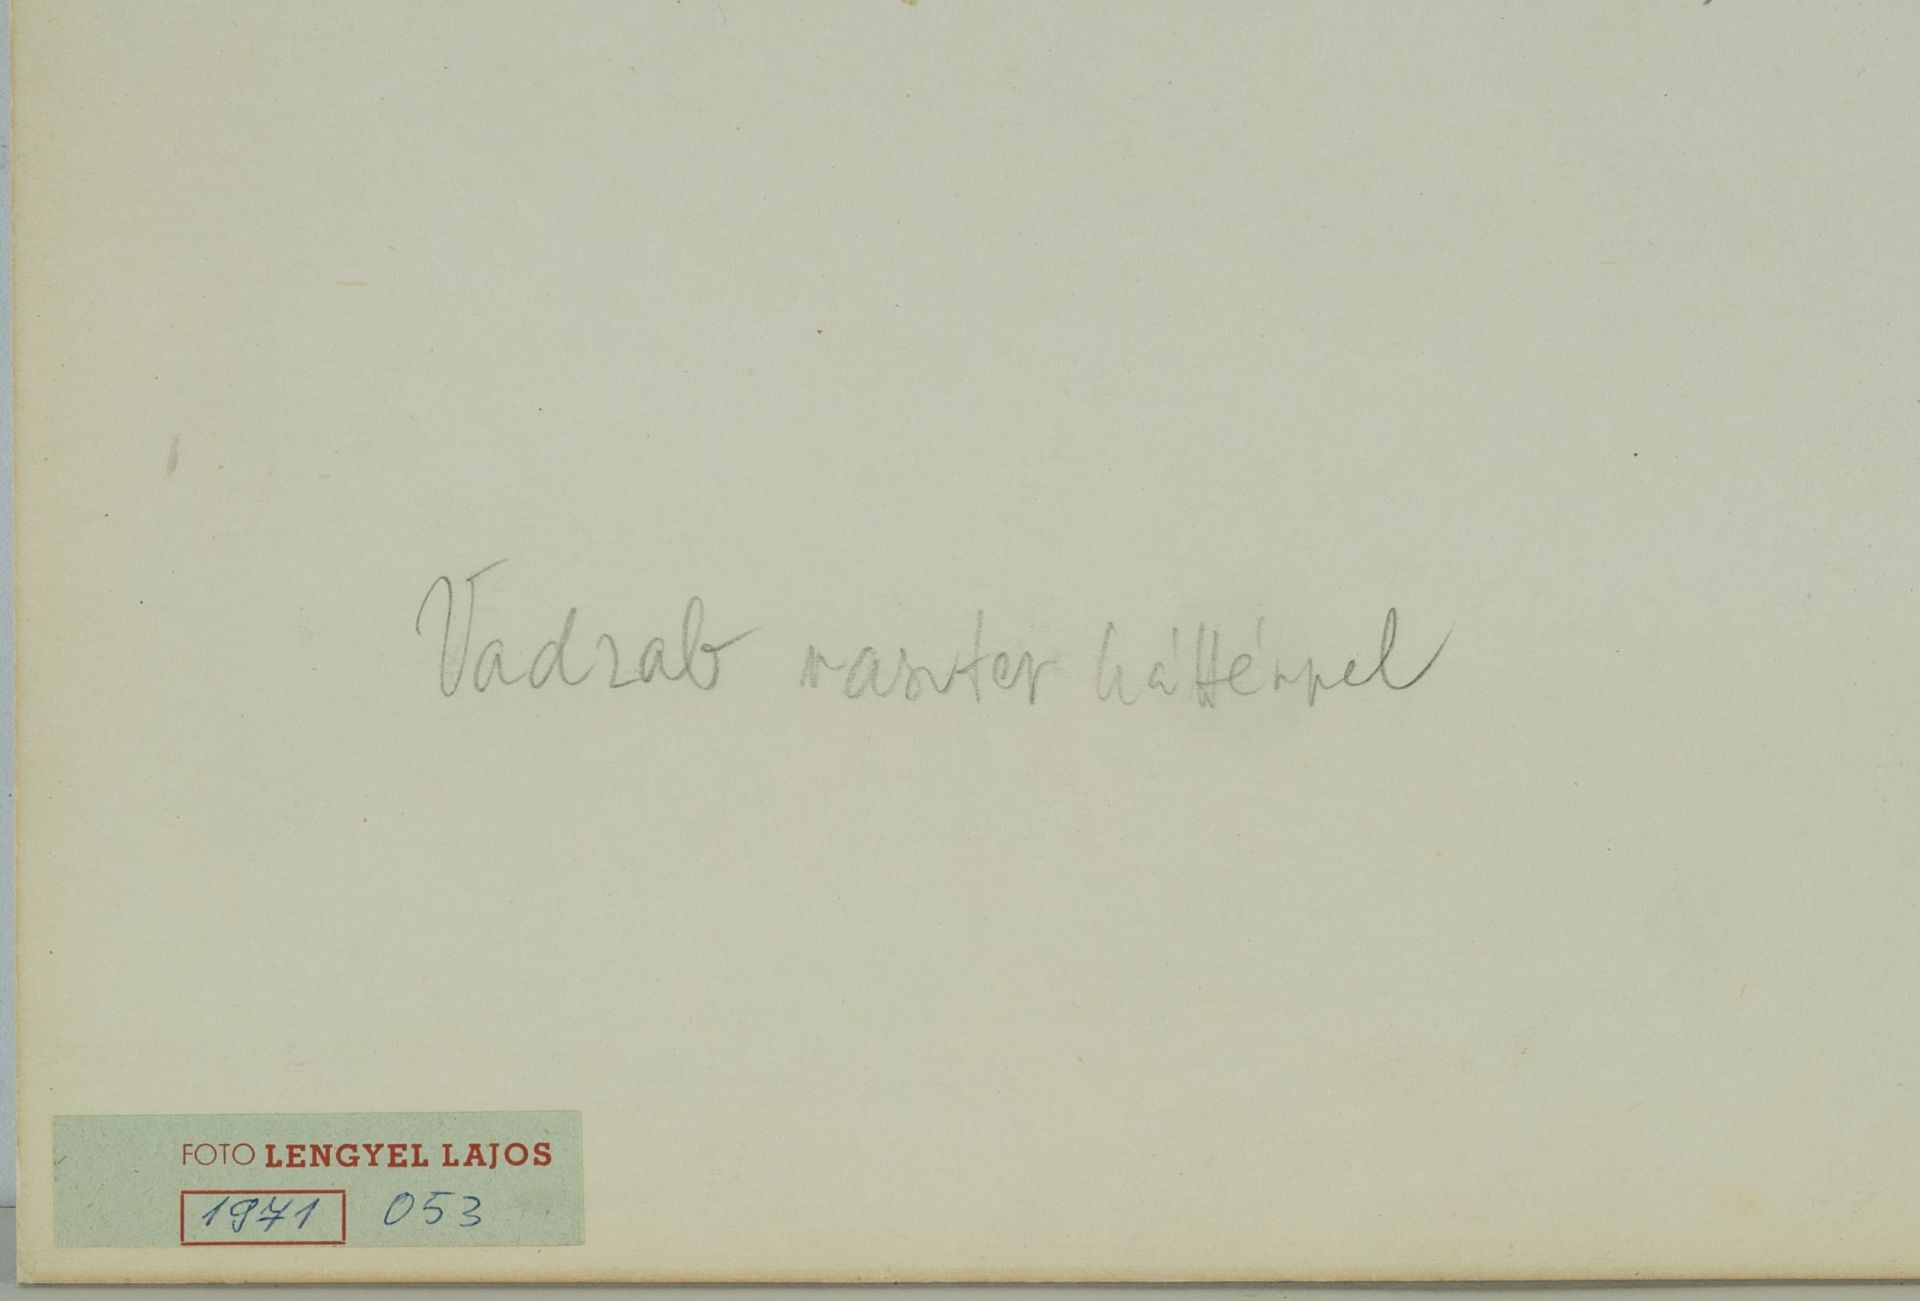 Vadzab raszter háttérrel
FOTO LENGYEL LAJOS
1971 053